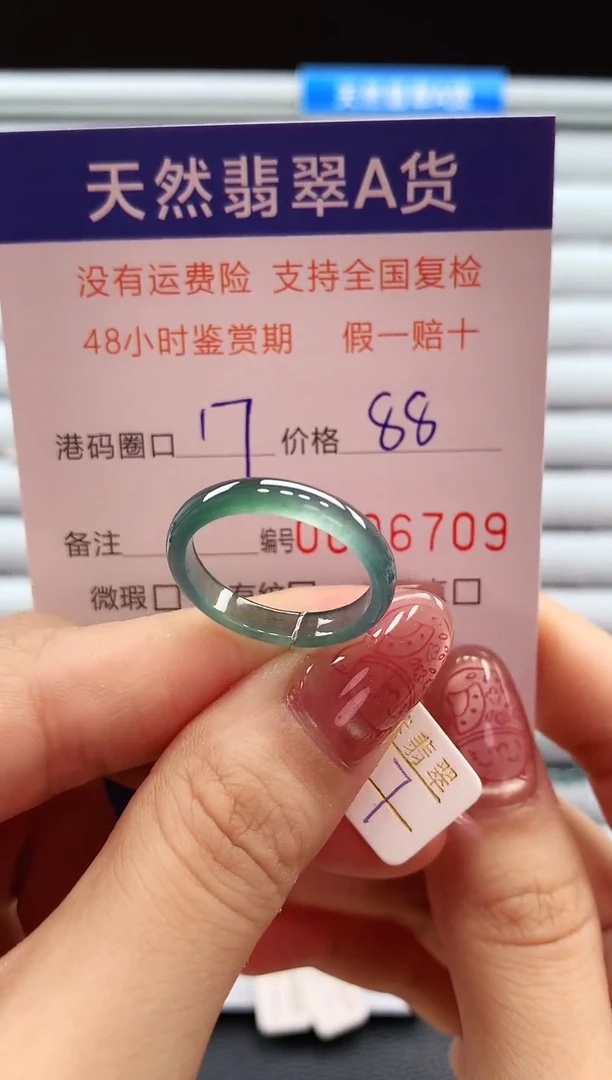 天然翡翠A货
没有运费险 支持全国复检
48小时鉴赏期 假一赔十
港码圈口 17 价格 88
备注 编号 6709
微瑕□ □
翡翠
17